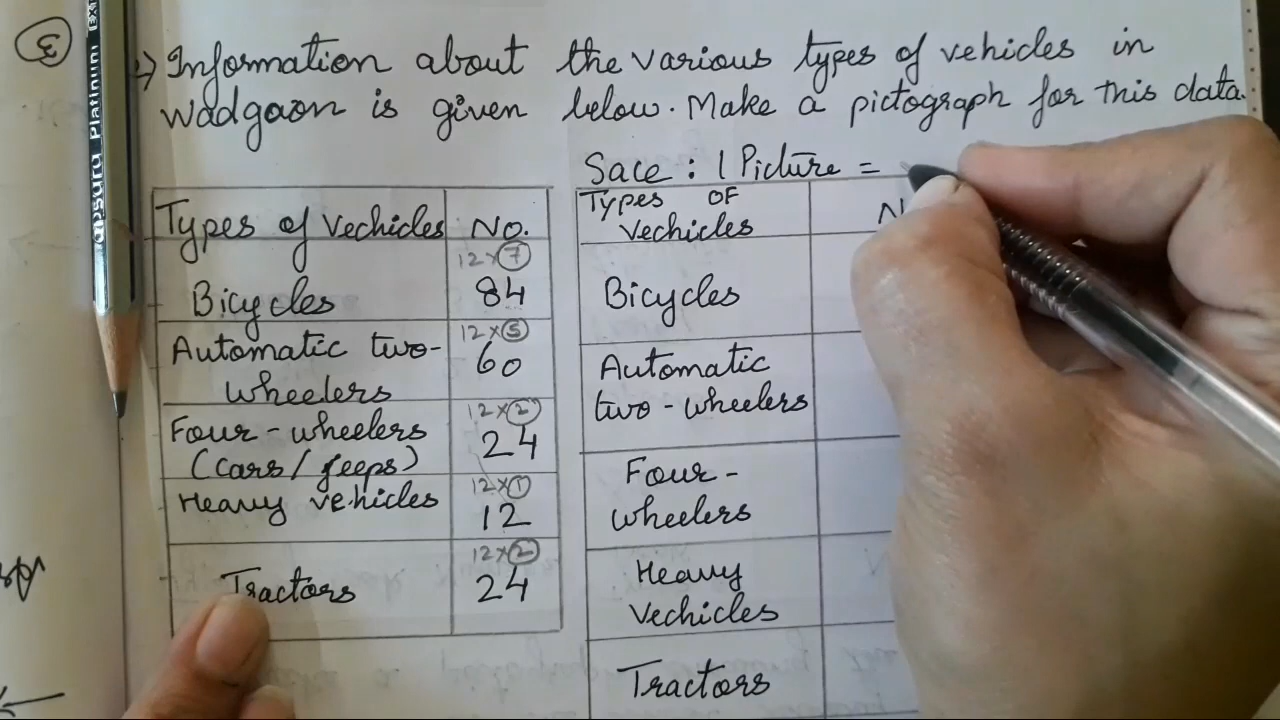 3
Information about the various types of vehicles in
Wadgaon is given below. Make a pictograph for this data.
Sace : 1 Picture =
Types of Vechicles No.
Bicycles 12×7 84
Automatic two-
wheelers 12×5 60
Four-wheelers
(cars/jeeps) 12×2 24
Heavy vehicles 12×1 12
Tractors 12×2 24
Types OF
Vechicles
Bicycles
Automatic
two-wheelers
Four-
wheelers
Heavy
Vechicles
Tractors
apsara Platinum